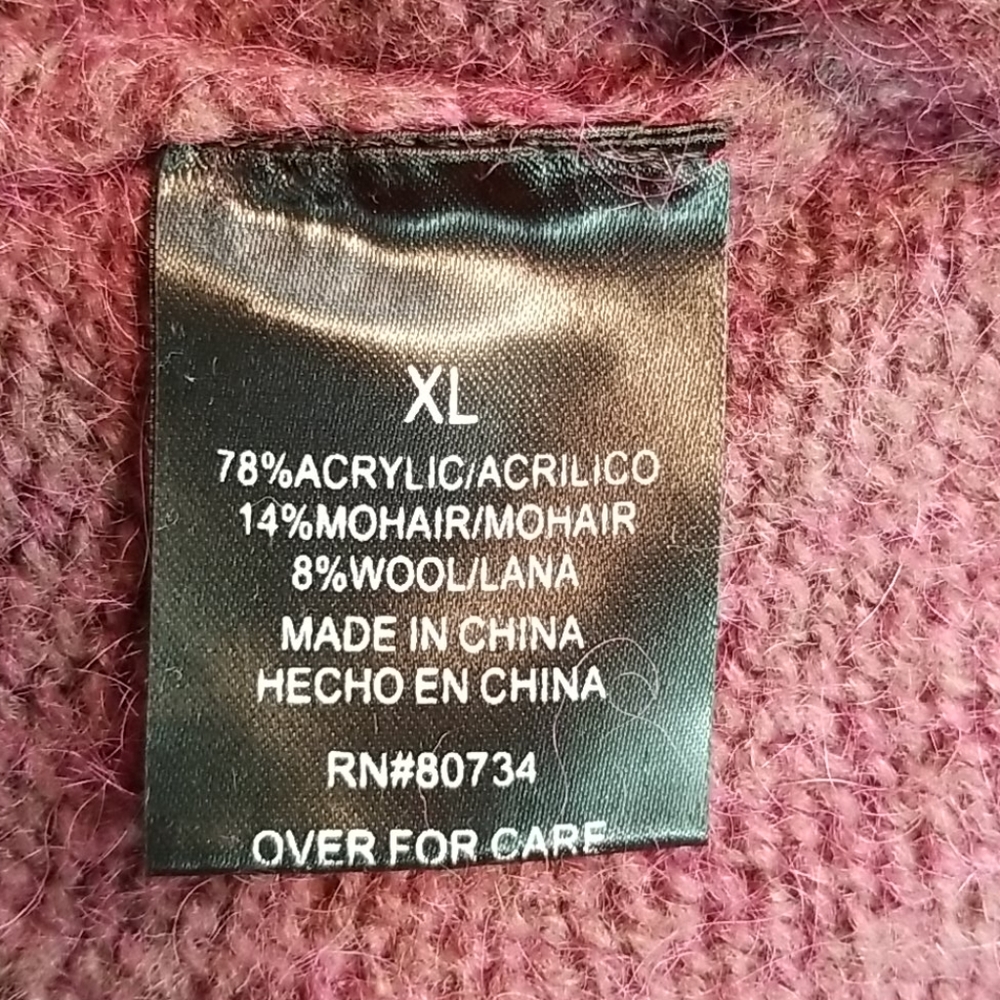 XL
78%ACRYLIC/ACRILICO
14%MOHAIR/MOHAIR
8%WOOL/LANA
MADE IN CHINA
HECHO EN CHINA
RN#80734
OVER FOR CARE